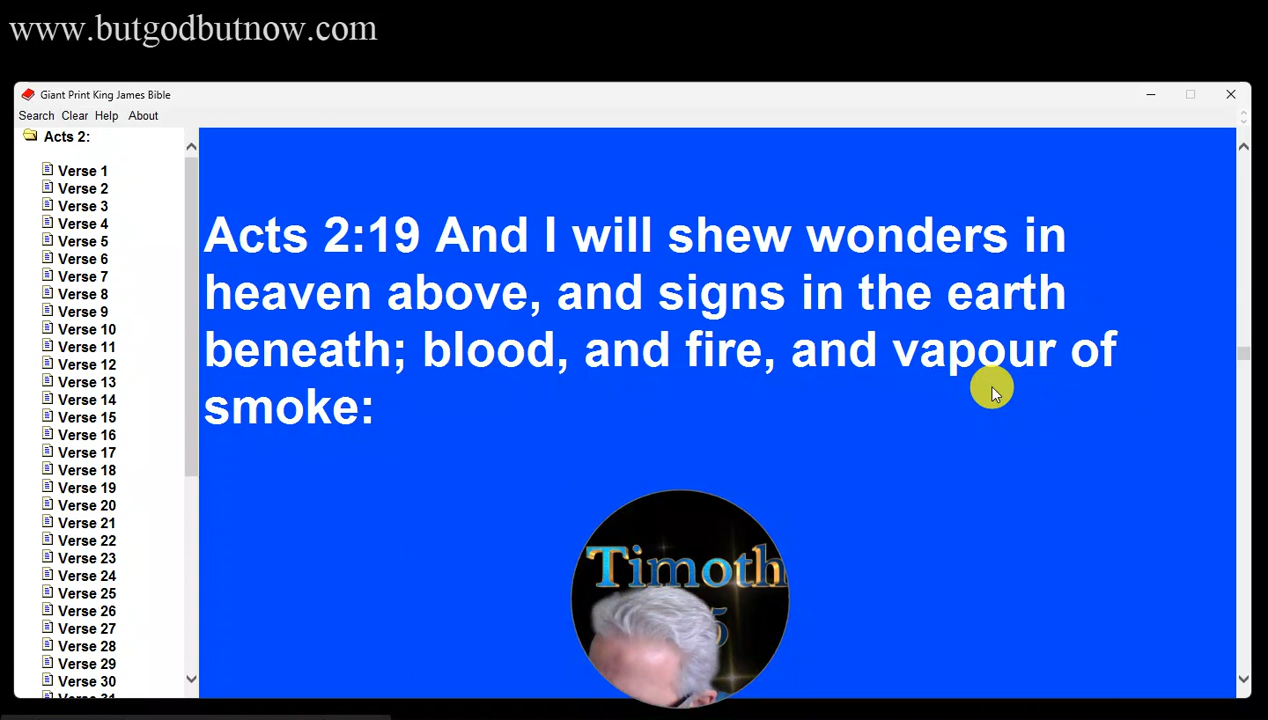 www.butgodbutnow.com
Giant Print King James Bible
Search Clear Help About
Acts 2:
Verse 1
Verse 2
Verse 3
Verse 4
Verse 5
Verse 6
Verse 7
Verse 8
Verse 9
Verse 10
Verse 11
Verse 12
Verse 13
Verse 14
Verse 15
Verse 16
Verse 17
Verse 18
Verse 19
Verse 20
Verse 21
Verse 22
Verse 23
Verse 24
Verse 25
Verse 26
Verse 27
Verse 28
Verse 29
Verse 30
Verse 31
Acts 2:19 And I will shew wonders in
heaven above, and signs in the earth
beneath; blood, and fire, and vapour of
smoke:
Timoth
5